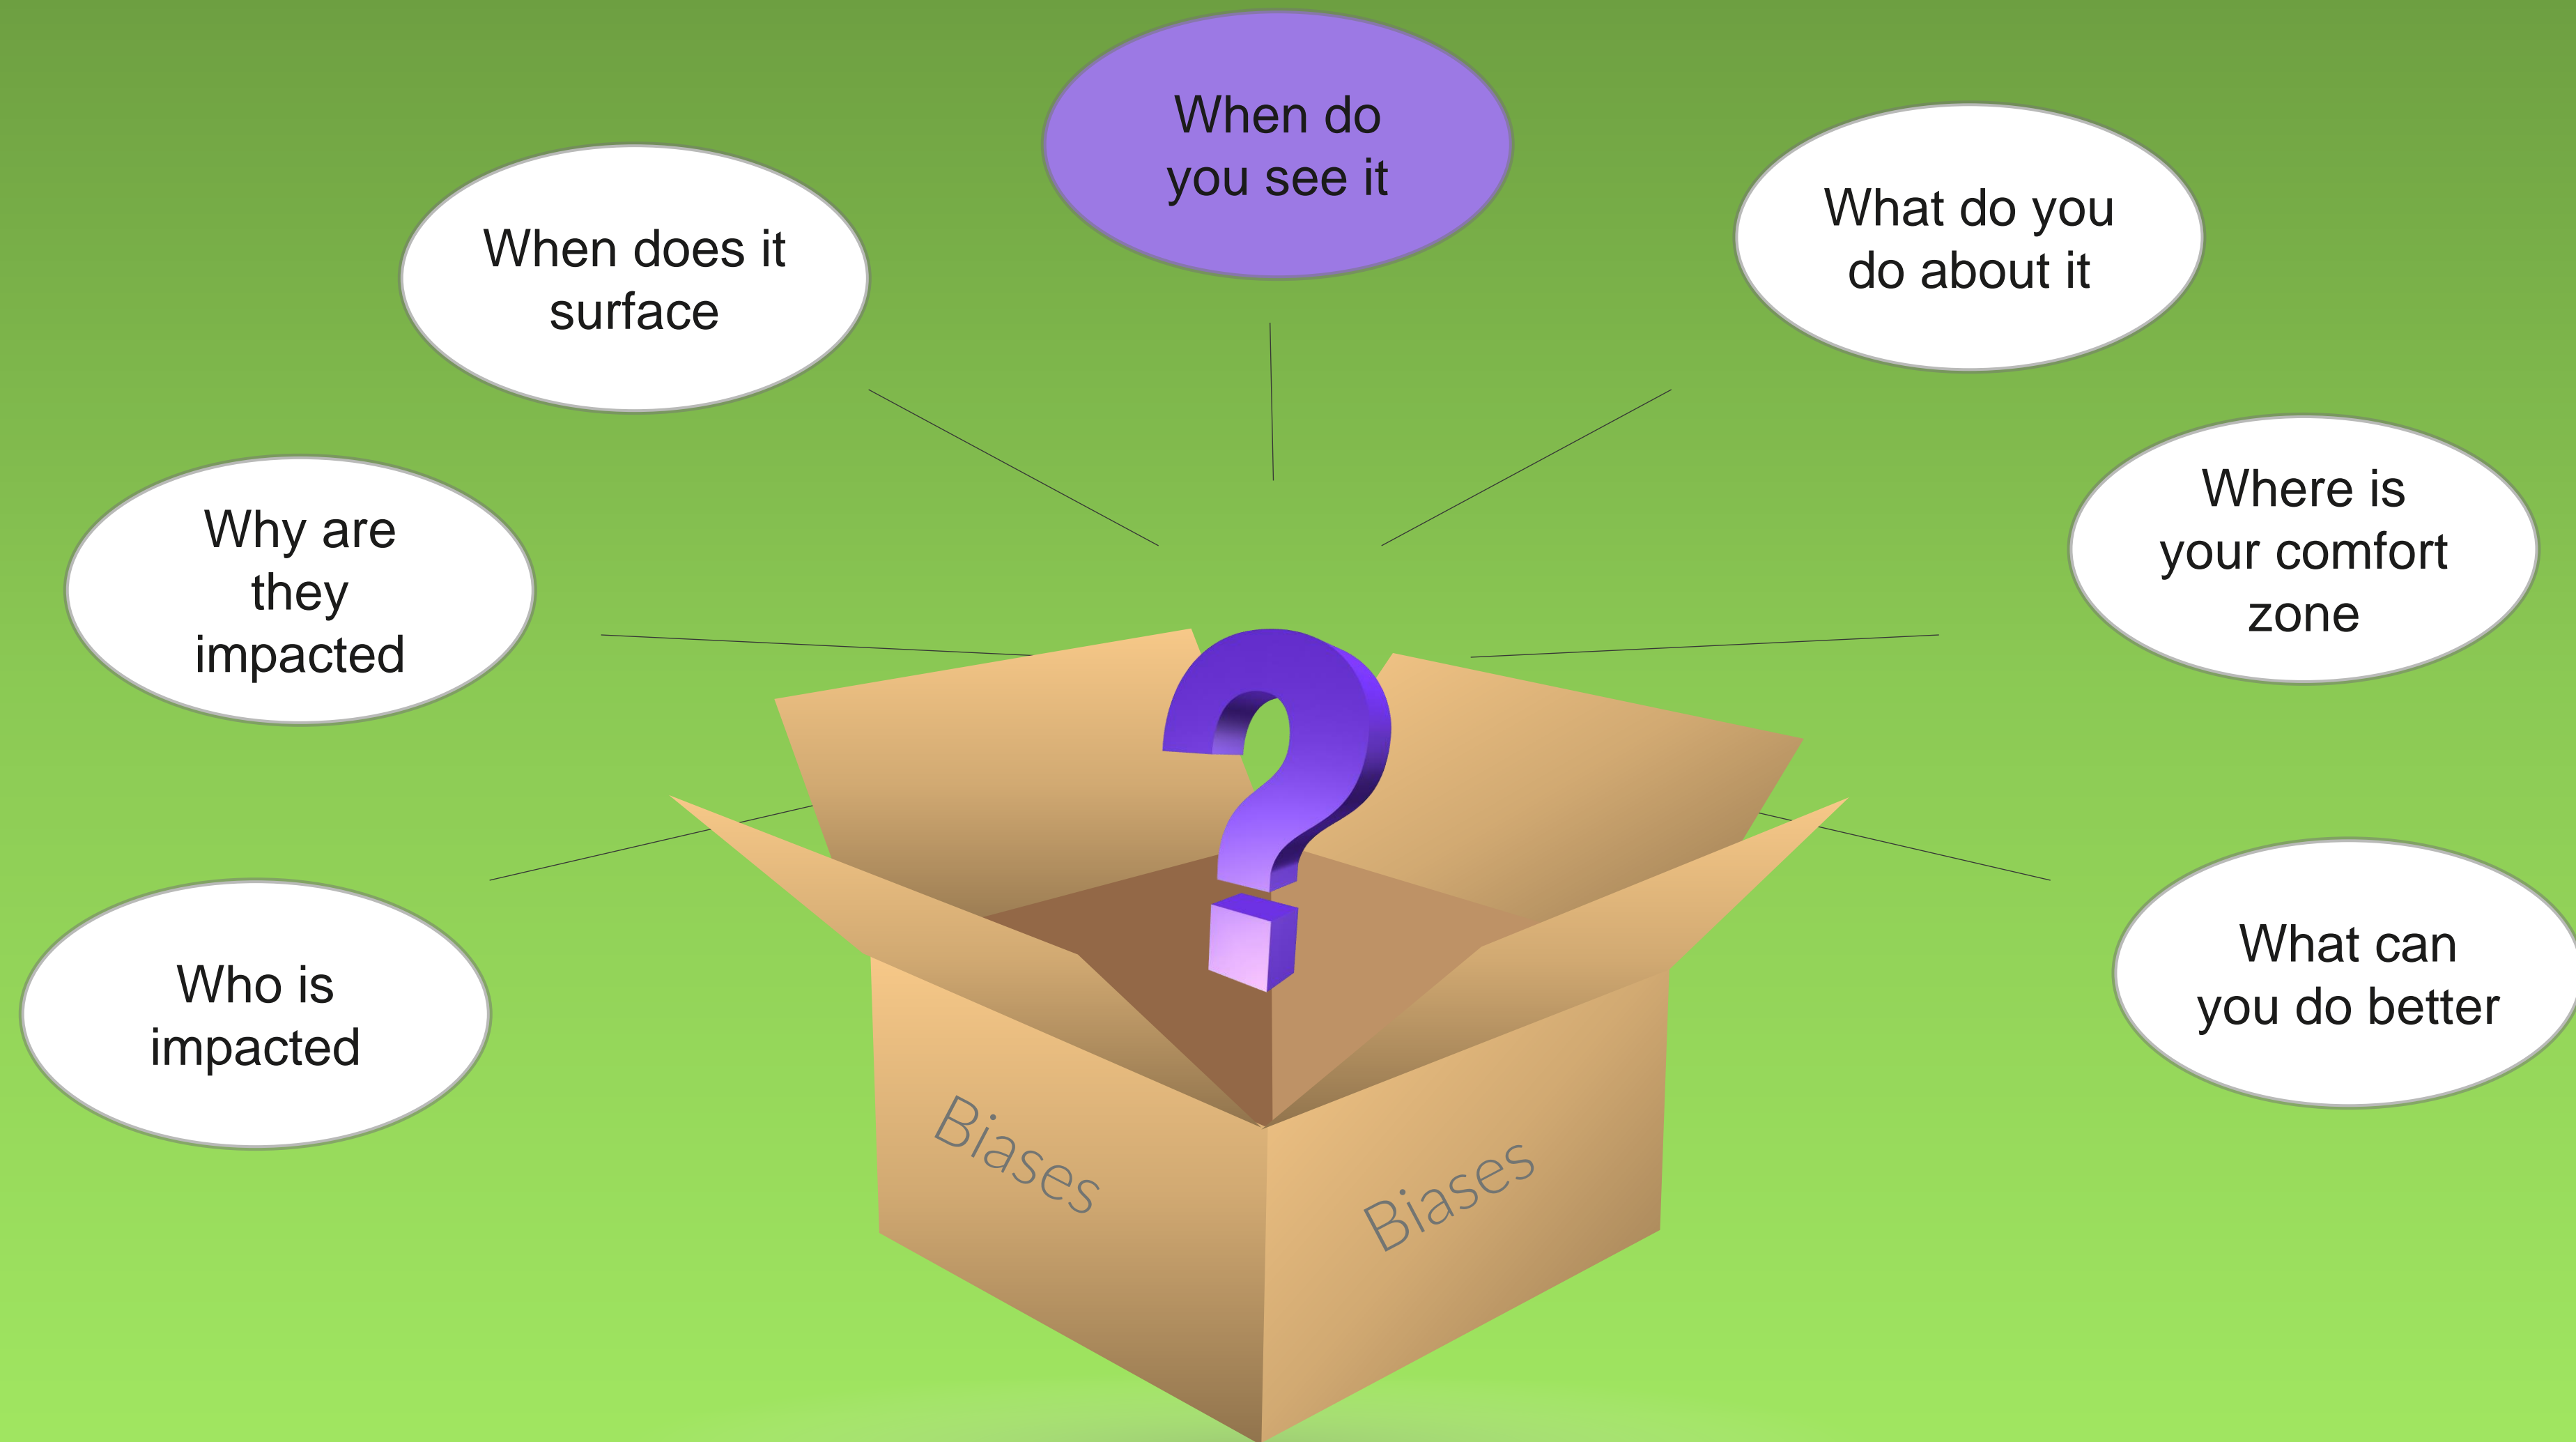 When do
you see it
When does it
surface
What do you
do about it
Why are
they
impacted
Where is
your comfort
zone
Who is
impacted
What can
you do better
Biases
Biases